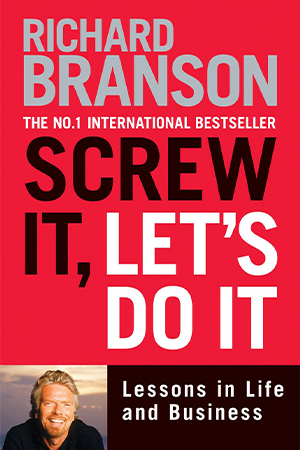 RICHARD
BRANSON
THE NO.1 INTERNATIONAL BESTSELLER
SCREW
IT, LET'S
DO IT
Lessons in Life
and Business